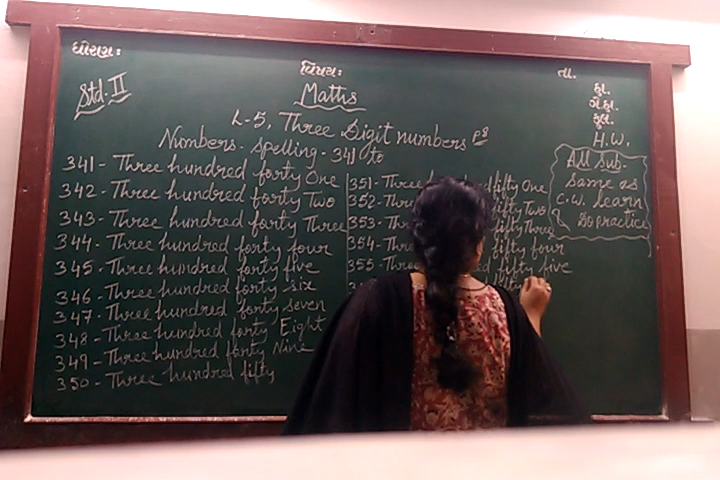 ધોરણ:
વિષય:
તા.
Std. II
Maths
હા.
ગે.હા.
કુલ.
L-5, Three Digit numbers P8
H.W.
Numbers - spelling - 341 to
All Sub.
Same as
C.W. learn
& Do practice
341 - Three hundred forty One
342 - Three hundred forty Two
343 - Three hundred forty Three
344 - Three hundred forty four
345 - Three hundred forty five
346 - Three hundred forty six
347 - Three hundred forty seven
348 - Three hundred forty Eight
349 - Three hundred forty Nine
350 - Three hundred fifty
351 - Three fifty One
352 - fifty Two
353 - Th fifty Three
354 - Th fifty four
355 - Three fifty five